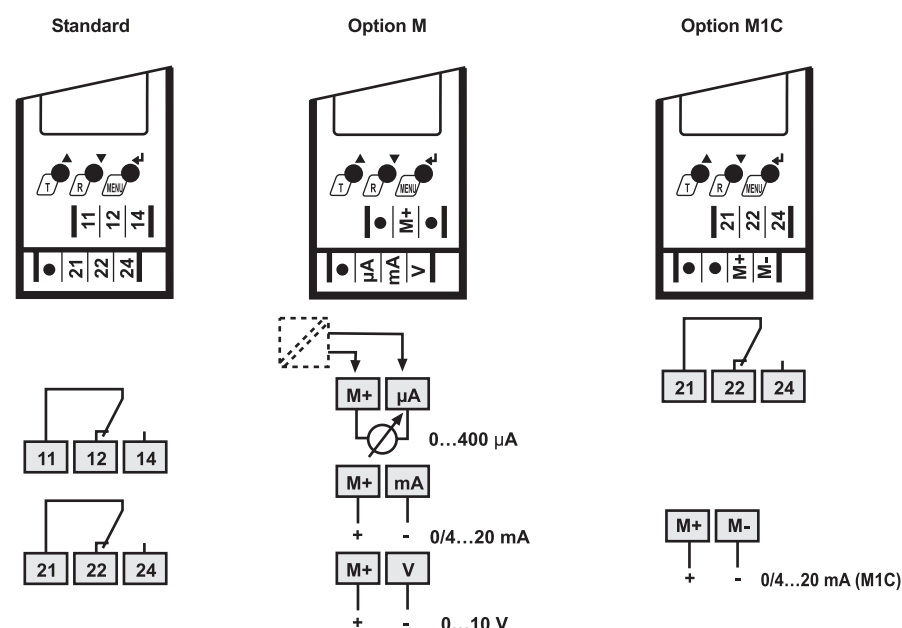 Standard
Option M
Option M1C
T R MENU
T R MENU
T R MENU
11 12 14
M+
21 22 24
21 22 24
µA mA V
M+ M-
M+ µA
21 22 24
0...400 µA
11 12 14
M+ mA
+ - 0/4...20 mA
M+ M-
21 22 24
M+ V
+ - 0/4...20 mA (M1C)
+ - 0...10 V